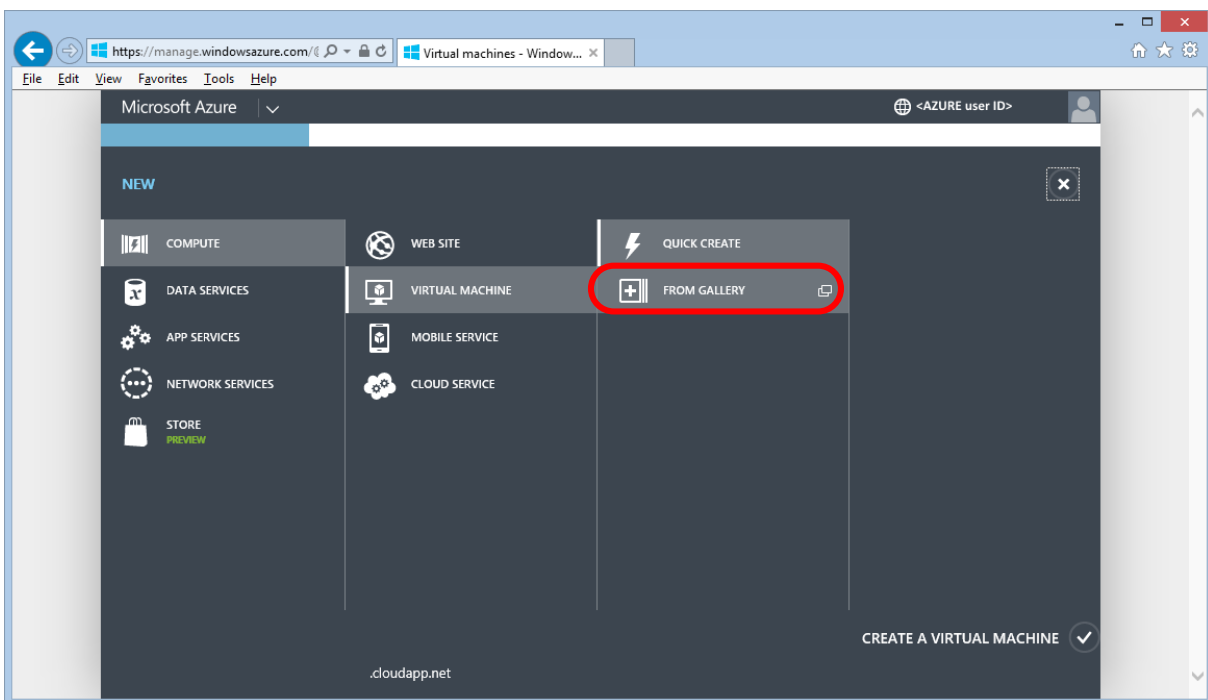 https://manage.windowsazure.com/
Virtual machines - Window...
File Edit View Favorites Tools Help
Microsoft Azure
<AZURE user ID>
NEW
COMPUTE
DATA SERVICES
APP SERVICES
NETWORK SERVICES
STORE
PREVIEW
WEB SITE
VIRTUAL MACHINE
MOBILE SERVICE
CLOUD SERVICE
QUICK CREATE
FROM GALLERY
CREATE A VIRTUAL MACHINE
.cloudapp.net